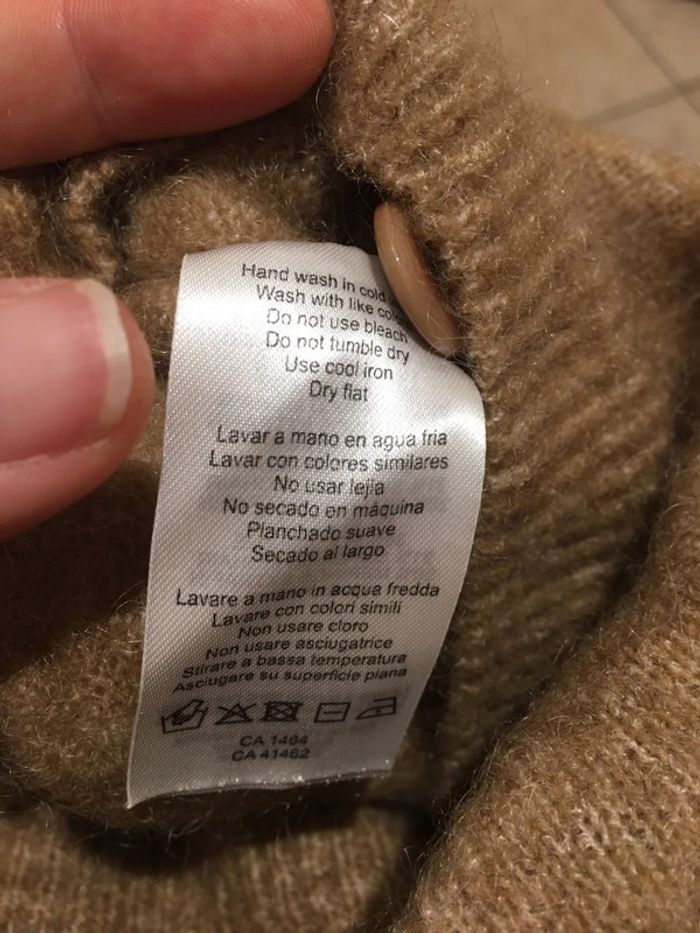 Hand wash in cold
Wash with like
Do not use bleach
Do not tumble dry
Use cool iron
Dry flat
Lavar a mano en agua fria
Lavar con colores similares
No usar lejia
No secado en máquina
Planchado suave
Secado al largo
Lavare a mano in acqua fredda
Lavare con colori simili
Non usare cloro
Non usare asciugatrice
Stirare a bassa temperatura
Asciugare su superficie piana
CA 1464
CA 41462